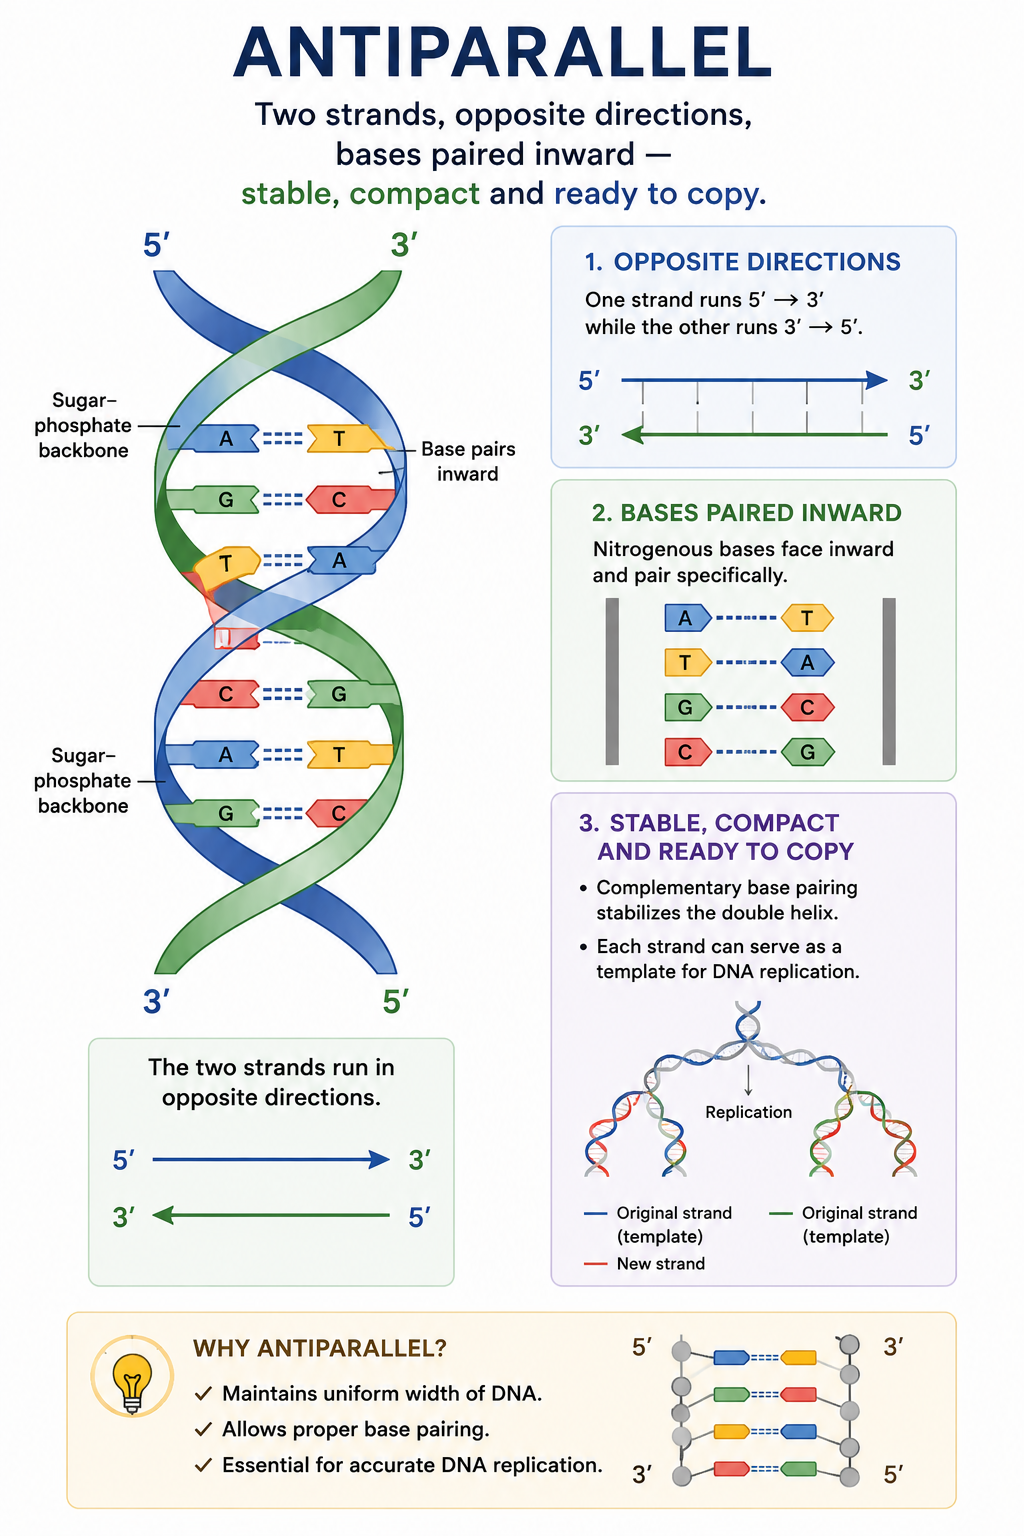 ANTIPARALLEL
Two strands, opposite directions,
bases paired inward —
stable, compact and ready to copy.
5′ 3′
Sugar–
phosphate
backbone
A T
Base pairs
inward
G C
T A
C G
A T
Sugar–
phosphate
backbone
G C
3′ 5′
The two strands run in
opposite directions.
5′ 3′
3′ 5′
1. OPPOSITE DIRECTIONS
One strand runs 5′ → 3′
while the other runs 3′ → 5′.
5′ 3′
3′ 5′
2. BASES PAIRED INWARD
Nitrogenous bases face inward
and pair specifically.
A T
T A
G C
C G
3. STABLE, COMPACT
AND READY TO COPY
• Complementary base pairing
stabilizes the double helix.
• Each strand can serve as a
template for DNA replication.
Replication
Original strand
(template)
Original strand
(template)
New strand
WHY ANTIPARALLEL?
✓ Maintains uniform width of DNA.
✓ Allows proper base pairing.
✓ Essential for accurate DNA replication.
5′ 3′
3′ 5′